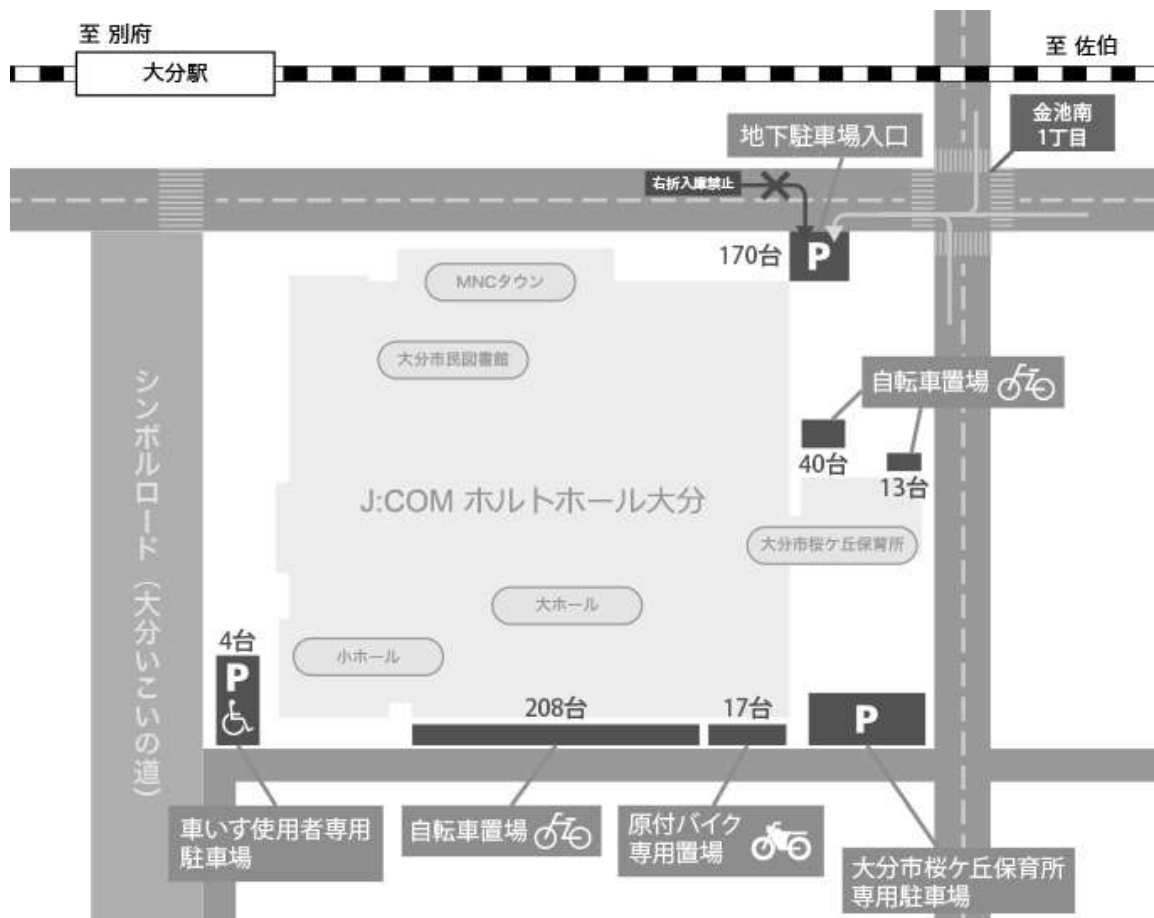 至 別府
大分駅
至 佐伯
金池南
1丁目
地下駐車場入口
右折入庫禁止
170台
P
MNCタウン
大分市民図書館
自転車置場
40台
13台
J:COM ホルトホール大分
大分市桜ケ丘保育所
大ホール
小ホール
シンボルロード（大分いこいの道）
4台
P
208台
17台
P
車いす使用者専用
駐車場
自転車置場
原付バイク
専用置場
大分市桜ケ丘保育所
専用駐車場